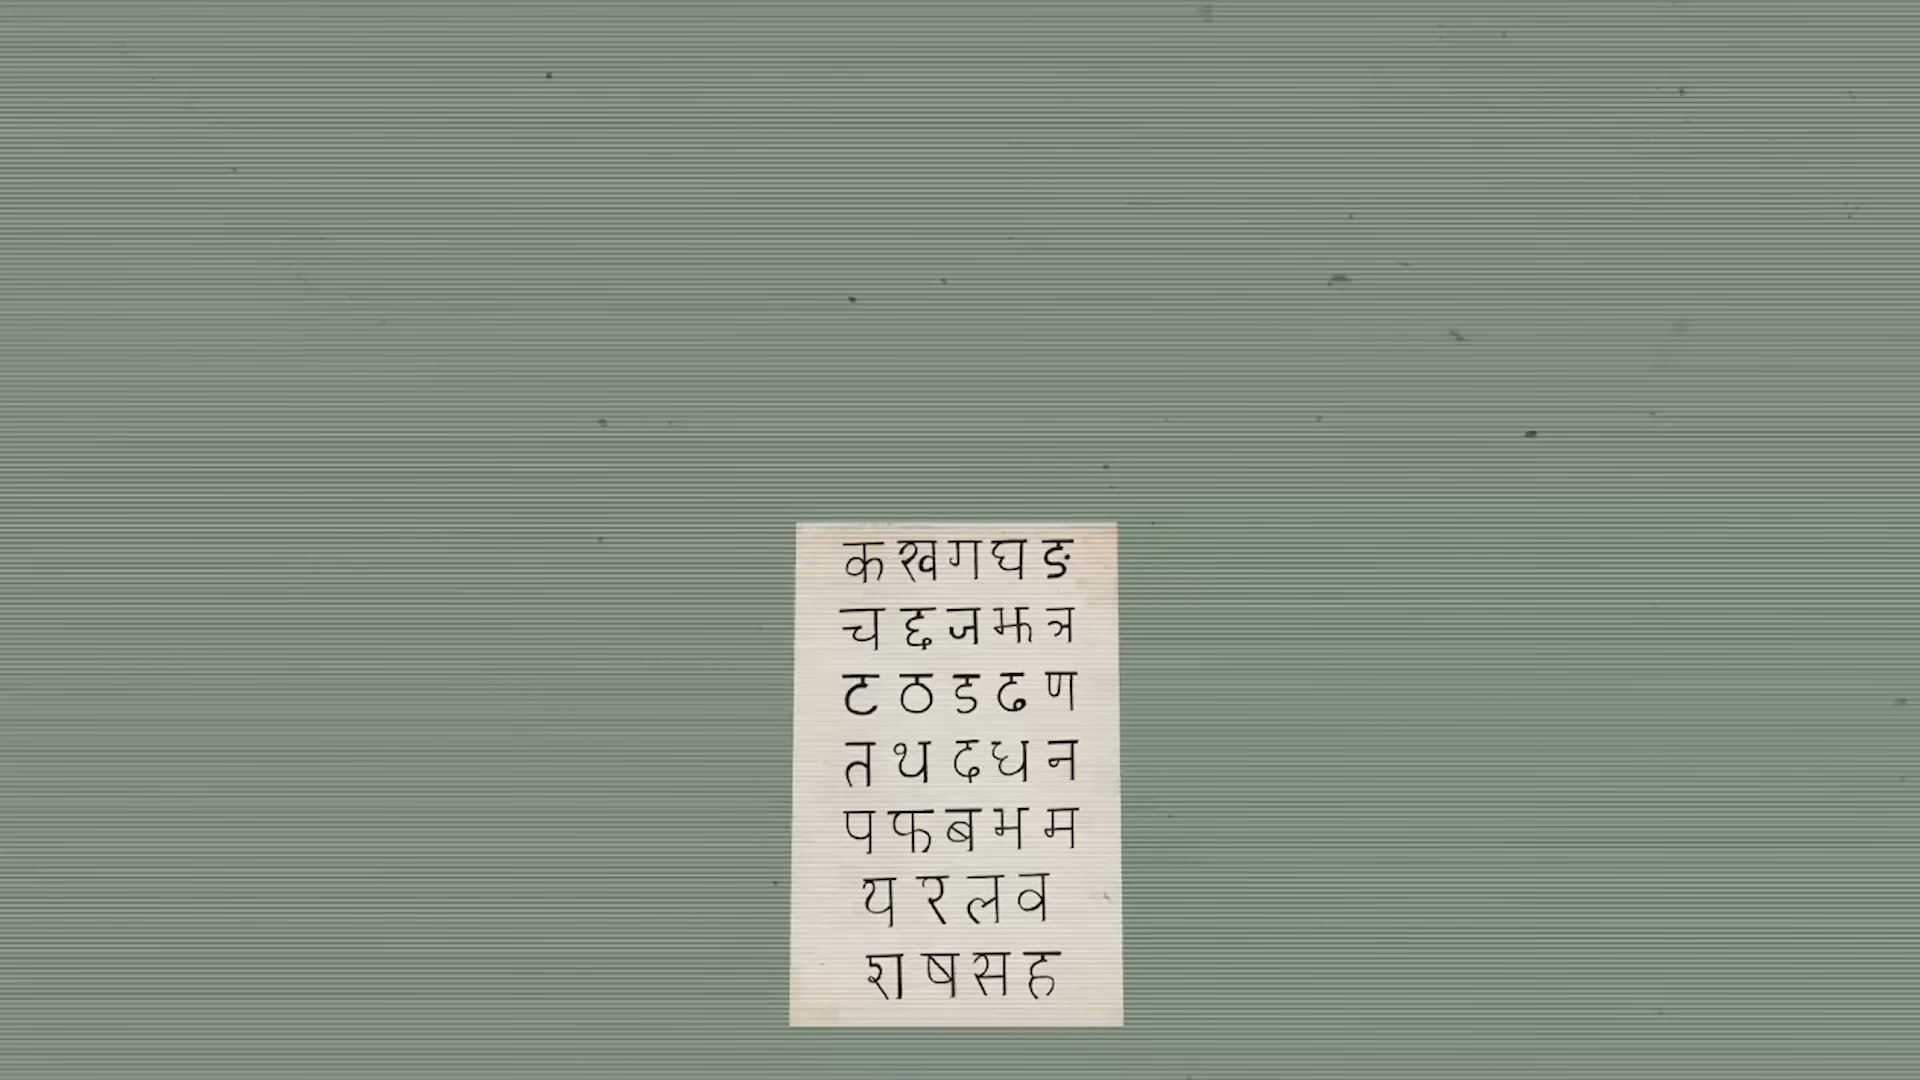 क ख ग घ ङ
च छ ज झ ञ
ट ठ ड ढ ण
त थ द ध न
प फ ब भ म
य र ल व
श ष स ह